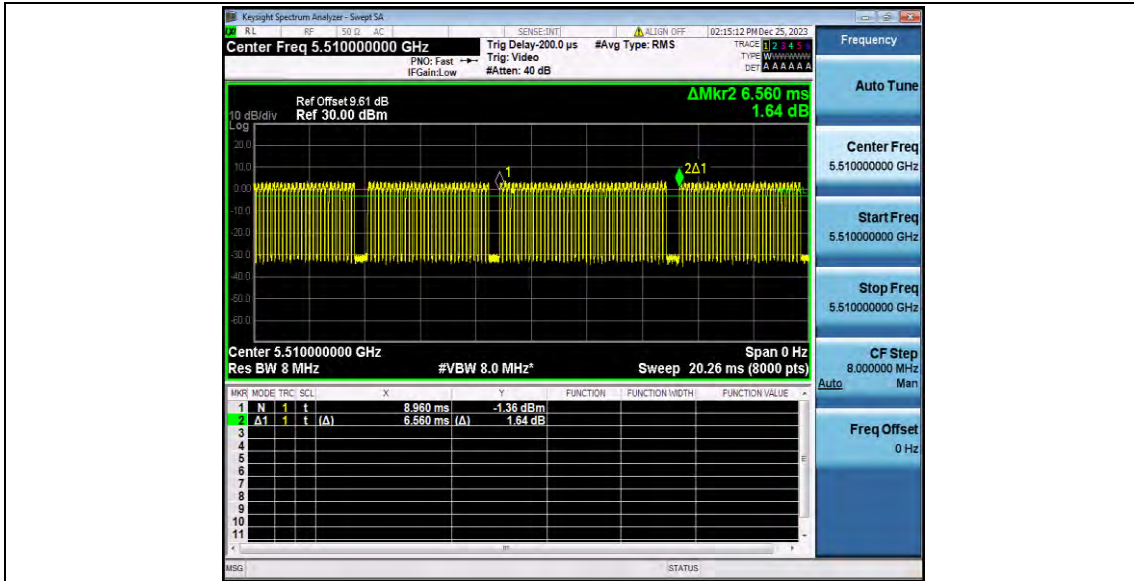 Keysight Spectrum Analyzer - Swept SA
RL RF 50 Ω AC SENSE:INT ALIGN OFF 02:15:12 PM Dec 25, 2023
Center Freq 5.510000000 GHz
PNO: Fast
IFGain:Low
Trig Delay-200.0 µs
Trig: Video
#Atten: 40 dB
#Avg Type: RMS
TRACE 1 2 3 4 5 6
TYPE
DET A A A A A A
ΔMkr2 6.560 ms
1.64 dB
Ref Offset 9.61 dB
10 dB/div Ref 30.00 dBm
Log
20.0
10.0
0.00
-10.0
-20.0
-30.0
-40.0
-50.0
-60.0
1
2Δ1
Center 5.510000000 GHz Span 0 Hz
Res BW 8 MHz #VBW 8.0 MHz* Sweep 20.26 ms (8000 pts)
MKR MODE TRC SCL X Y FUNCTION FUNCTION WIDTH FUNCTION VALUE
1 N 1 t 8.960 ms -1.36 dBm
2 Δ1 1 t (Δ) 6.560 ms (Δ) 1.64 dB
3
4
5
6
7
8
9
10
11
MSG STATUS
Frequency
Auto Tune
Center Freq
5.510000000 GHz
Start Freq
5.510000000 GHz
Stop Freq
5.510000000 GHz
CF Step
8.000000 MHz
Auto Man
Freq Offset
0 Hz